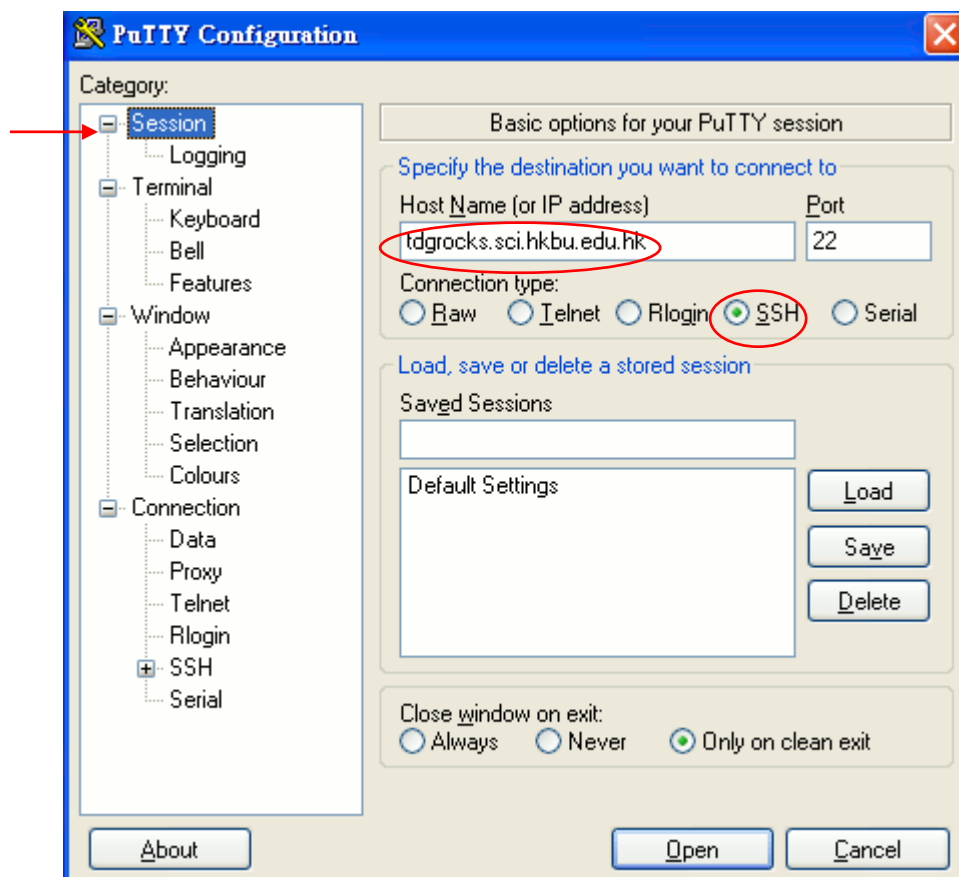 PuTTY Configuration
Category:
Session
Logging
Terminal
Keyboard
Bell
Features
Window
Appearance
Behaviour
Translation
Selection
Colours
Connection
Data
Proxy
Telnet
Rlogin
SSH
Serial
Basic options for your PuTTY session
Specify the destination you want to connect to
Host Name (or IP address) Port
tdgrocks.sci.hkbu.edu.hk 22
Connection type:
Raw Telnet Rlogin SSH Serial
Load, save or delete a stored session
Saved Sessions
Default Settings
Load
Save
Delete
Close window on exit:
Always Never Only on clean exit
About Open Cancel